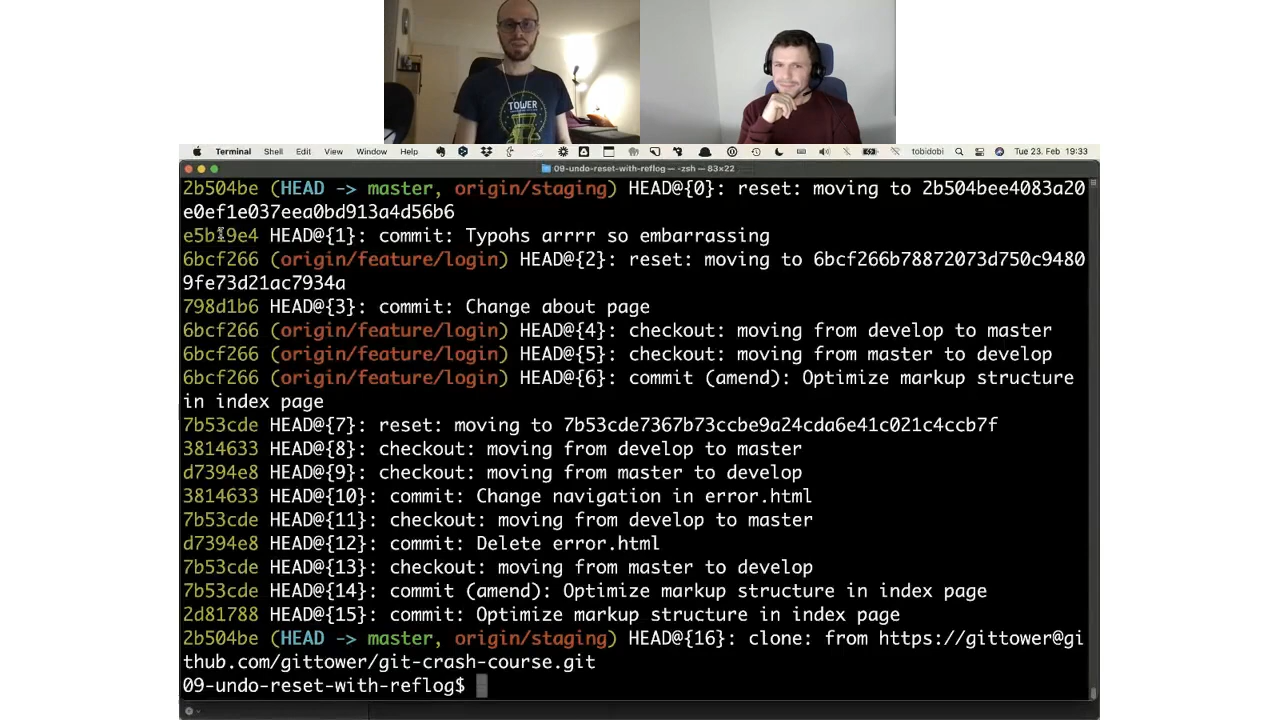 TOWER
Terminal Shell Edit View Window Help tobidobi Tue 23. Feb 19:33
09-undo-reset-with-reflog — -zsh — 83×22
2b504be (HEAD -> master, origin/staging) HEAD@{0}: reset: moving to 2b504bee4083a20
e0ef1e037eea0bd913a4d56b6
HEAD@{1}: commit: Typohs arrrr so embarrassing
6bcf266 (origin/feature/login) HEAD@{2}: reset: moving to 6bcf266b78872073d750c9480
9fe73d21ac7934a
798d1b6 HEAD@{3}: commit: Change about page
6bcf266 (origin/feature/login) HEAD@{4}: checkout: moving from develop to master
6bcf266 (origin/feature/login) HEAD@{5}: checkout: moving from master to develop
6bcf266 (origin/feature/login) HEAD@{6}: commit (amend): Optimize markup structure
in index page
7b53cde HEAD@{7}: reset: moving to 7b53cde7367b73ccbe9a24cda6e41c021c4ccb7f
3814633 HEAD@{8}: checkout: moving from develop to master
d7394e8 HEAD@{9}: checkout: moving from master to develop
3814633 HEAD@{10}: commit: Change navigation in error.html
7b53cde HEAD@{11}: checkout: moving from develop to master
d7394e8 HEAD@{12}: commit: Delete error.html
7b53cde HEAD@{13}: checkout: moving from master to develop
7b53cde HEAD@{14}: commit (amend): Optimize markup structure in index page
2d81788 HEAD@{15}: commit: Optimize markup structure in index page
2b504be (HEAD -> master, origin/staging) HEAD@{16}: clone: from https://gittower@gi
thub.com/gittower/git-crash-course.git
09-undo-reset-with-reflog$